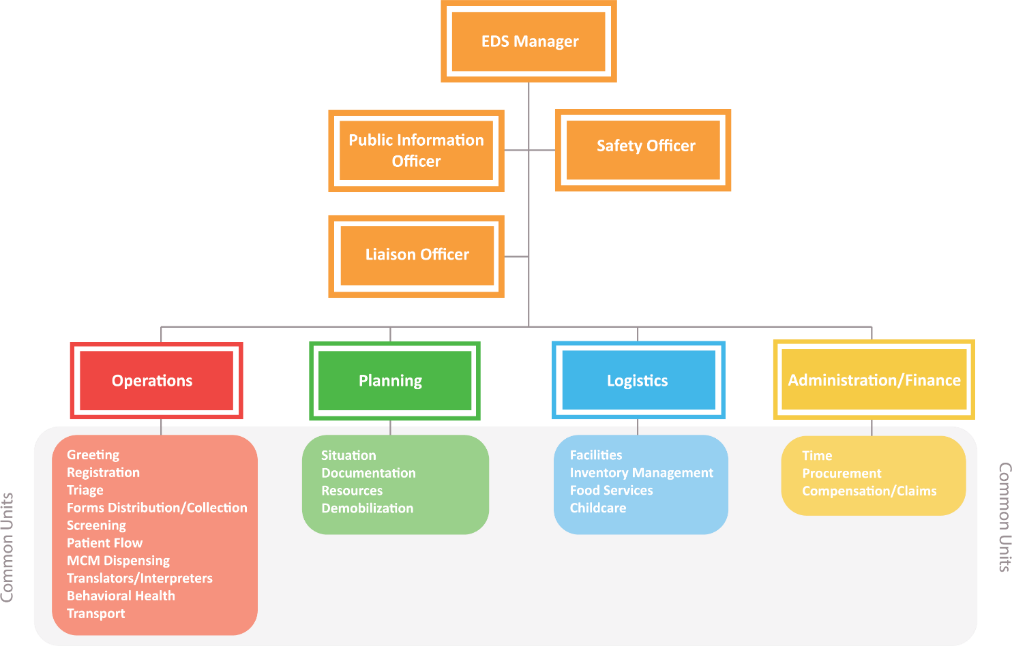 EDS Manager
Public Information
Officer
Safety Officer
Liaison Officer
Operations
Planning
Logistics
Administration/Finance
Common Units
Greeting
Registration
Triage
Forms Distribution/Collection
Screening
Patient Flow
MCM Dispensing
Translators/Interpreters
Behavioral Health
Transport
Situation
Documentation
Resources
Demobilization
Facilities
Inventory Management
Food Services
Childcare
Time
Procurement
Compensation/Claims
Common Units